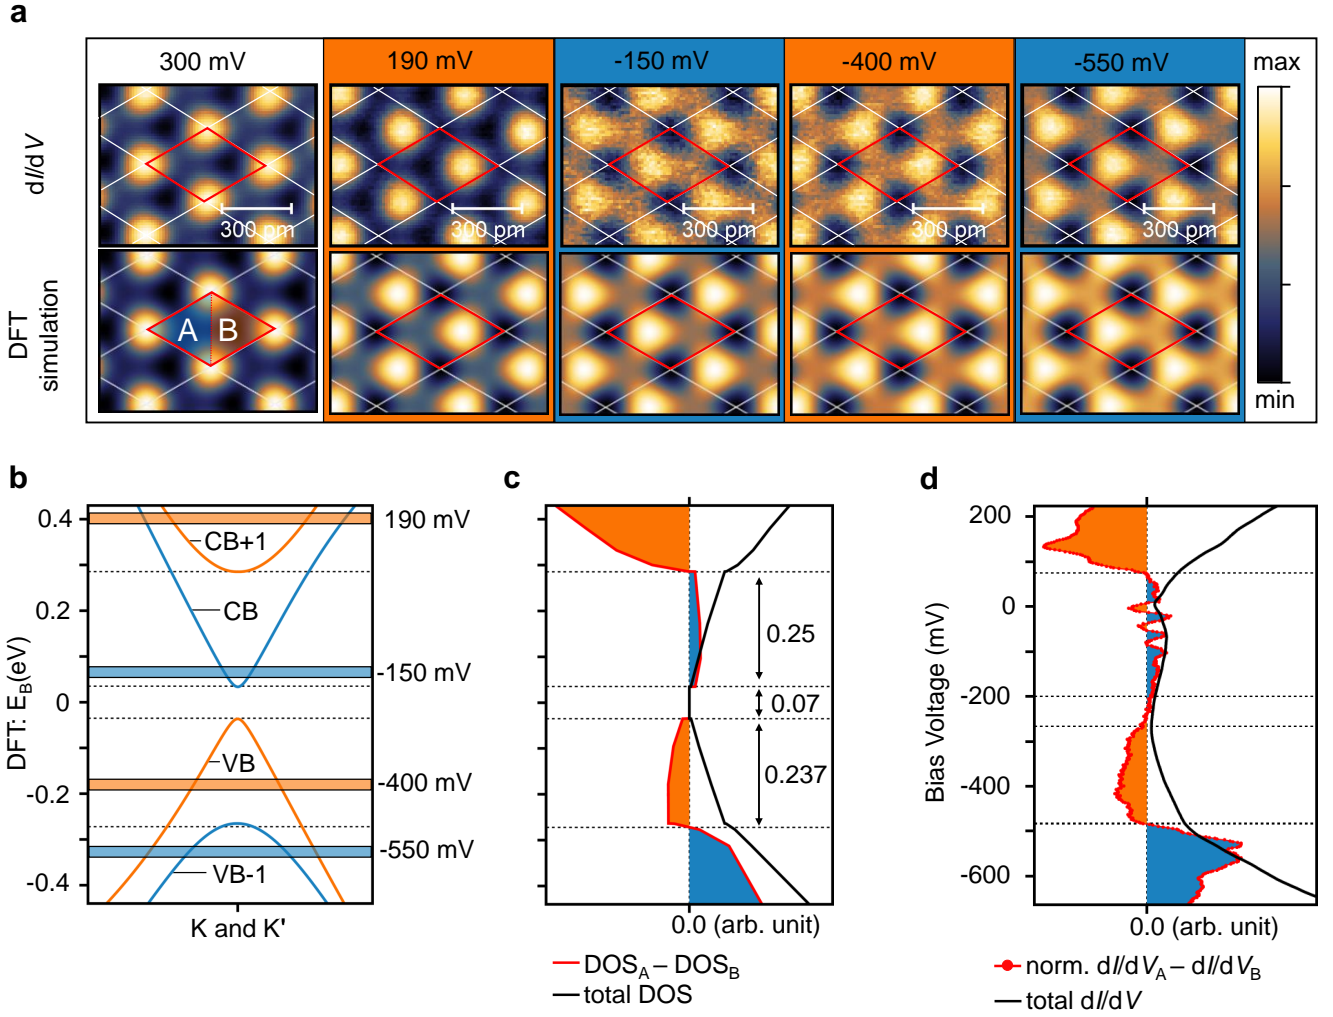 a
300 mV 190 mV -150 mV -400 mV -550 mV max
dI/dV
300 pm 300 pm 300 pm 300 pm 300 pm
DFT
simulation
A B
min
b
0.4
0.2
0
-0.2
-0.4
DFT: E_B(eV)
CB+1
CB
VB
VB-1
190 mV
-150 mV
-400 mV
-550 mV
K and K'
c
0.25
0.07
0.237
0.0 (arb. unit)
DOS_A – DOS_B
total DOS
d
200
0
-200
-400
-600
Bias Voltage (mV)
0.0 (arb. unit)
norm. dI/dV_A – dI/dV_B
total dI/dV